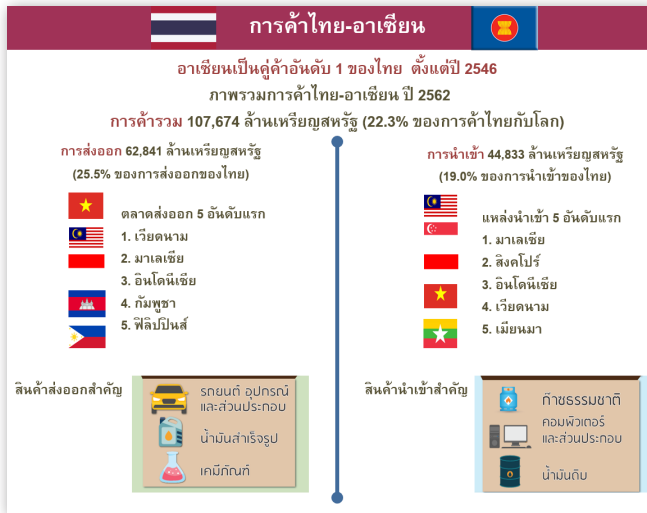 การค้าไทย-อาเซียน
อาเซียนเป็นคู่ค้าอันดับ 1 ของไทย ตั้งแต่ปี 2546
ภาพรวมการค้าไทย-อาเซียน ปี 2562
การค้ารวม 107,674 ล้านเหรียญสหรัฐ (22.3% ของการค้าไทยกับโลก)
การส่งออก 62,841 ล้านเหรียญสหรัฐ
(25.5% ของการส่งออกของไทย)
ตลาดส่งออก 5 อันดับแรก
1. เวียดนาม
2. มาเลเซีย
3. อินโดนีเซีย
4. กัมพูชา
5. ฟิลิปปินส์
สินค้าส่งออกสำคัญ
รถยนต์ อุปกรณ์
และส่วนประกอบ
น้ำมันสำเร็จรูป
เคมีภัณฑ์
การนำเข้า 44,833 ล้านเหรียญสหรัฐ
(19.0% ของการนำเข้าของไทย)
แหล่งนำเข้า 5 อันดับแรก
1. มาเลเซีย
2. สิงคโปร์
3. อินโดนีเซีย
4. เวียดนาม
5. เมียนมา
สินค้านำเข้าสำคัญ
ก๊าซธรรมชาติ
คอมพิวเตอร์
และส่วนประกอบ
น้ำมันดิบ